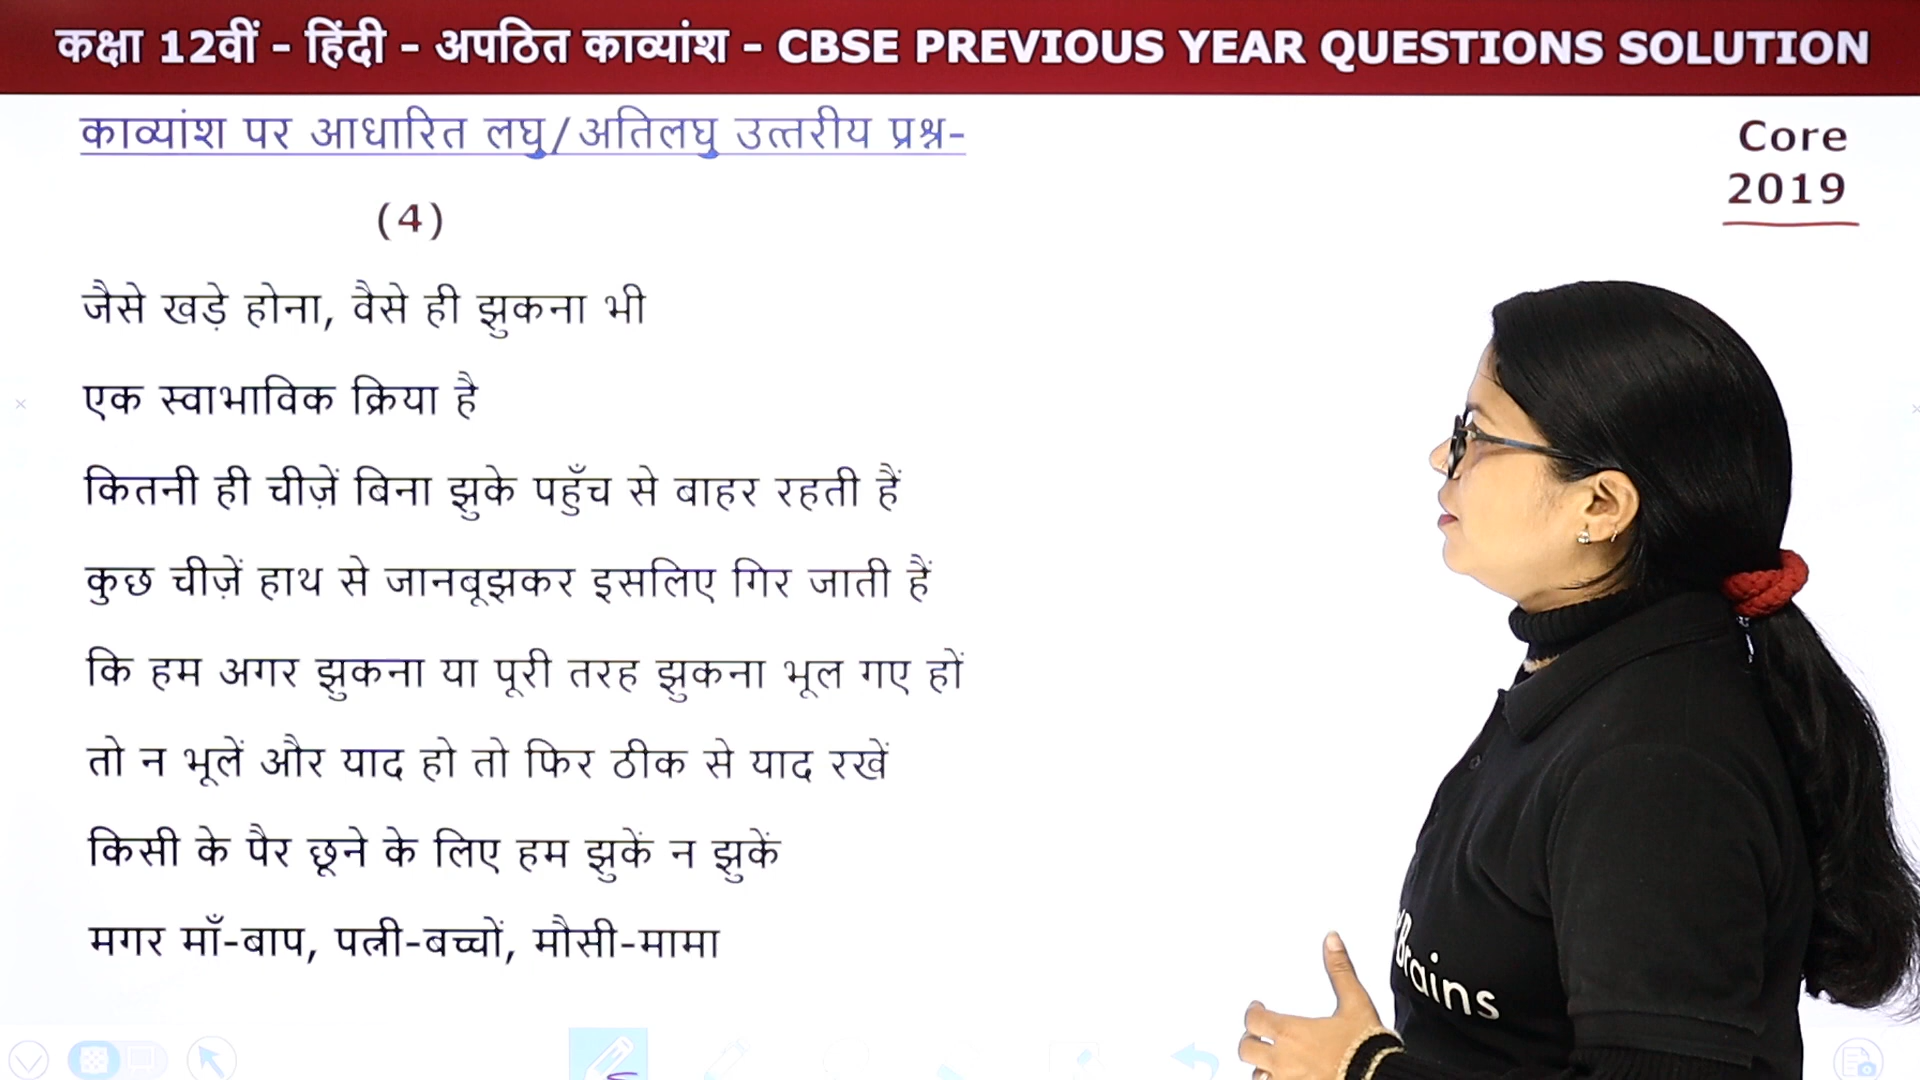 कक्षा 12वीं - हिंदी - अपठित काव्यांश - CBSE PREVIOUS YEAR QUESTIONS SOLUTION
काव्यांश पर आधारित लघु/अतिलघु उत्तरीय प्रश्न-
Core
2019
(4)
जैसे खड़े होना, वैसे ही झुकना भी
एक स्वाभाविक क्रिया है
कितनी ही चीज़ें बिना झुके पहुँच से बाहर रहती हैं
कुछ चीज़ें हाथ से जानबूझकर इसलिए गिर जाती हैं
कि हम अगर झुकना या पूरी तरह झुकना भूल गए हों
तो न भूलें और याद हो तो फिर ठीक से याद रखें
किसी के पैर छूने के लिए हम झुकें न झुकें
मगर माँ-बाप, पत्नी-बच्चों, मौसी-मामा
Brains